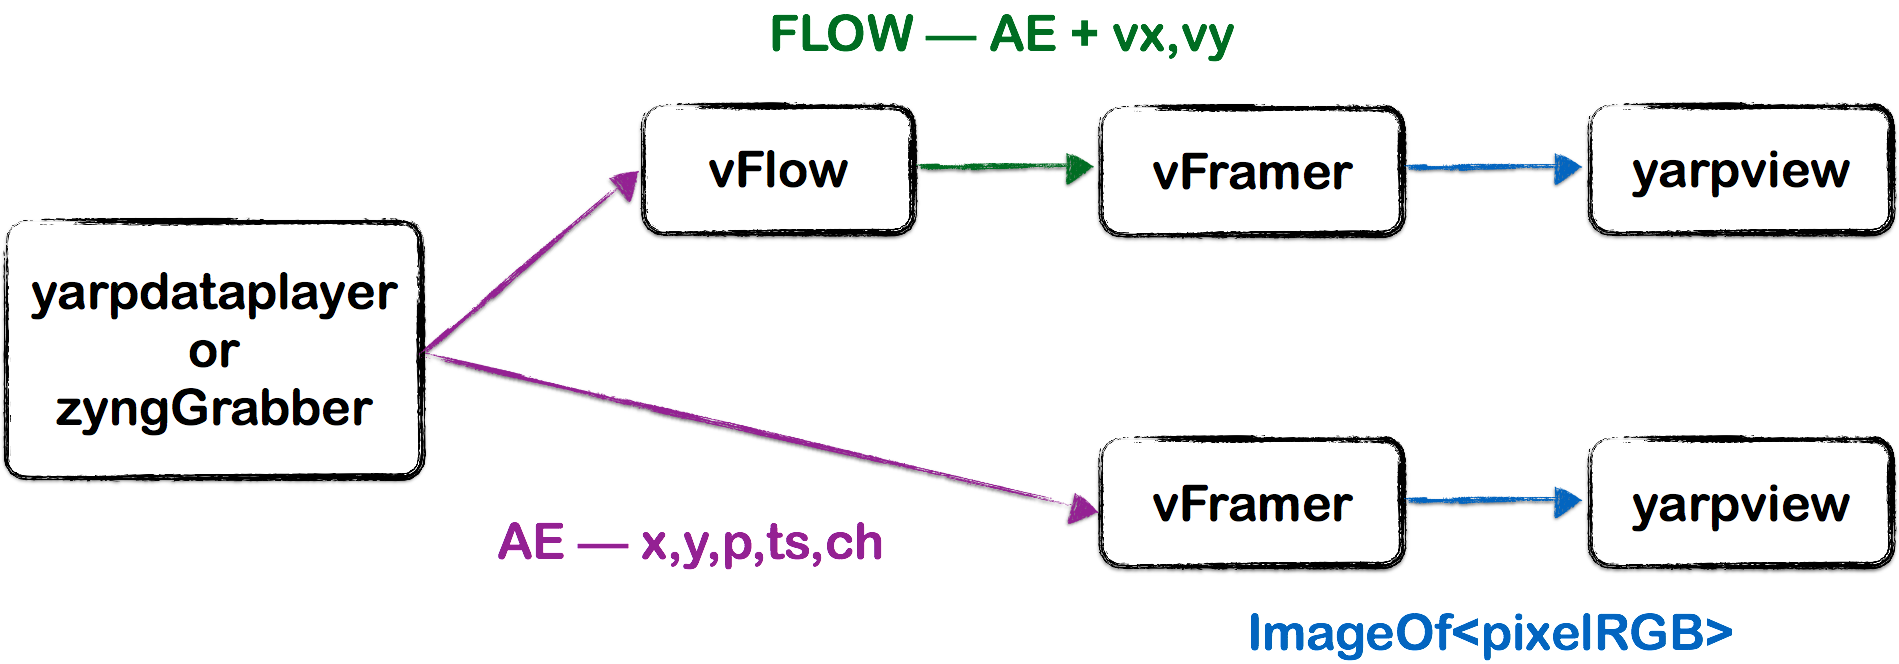 FLOW — AE + vx,vy
vFlow
vFramer
yarpview
yarpdataplayer
or
zyngGrabber
vFramer
yarpview
AE — x,y,p,ts,ch
ImageOf<pixelRGB>